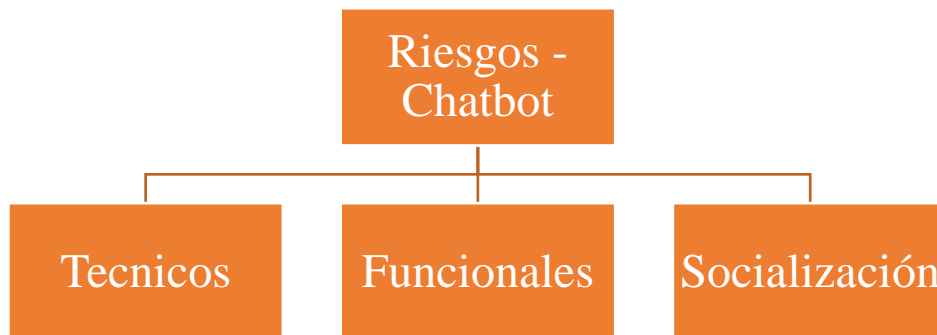 Riesgos -
Chatbot
Tecnicos
Funcionales
Socialización